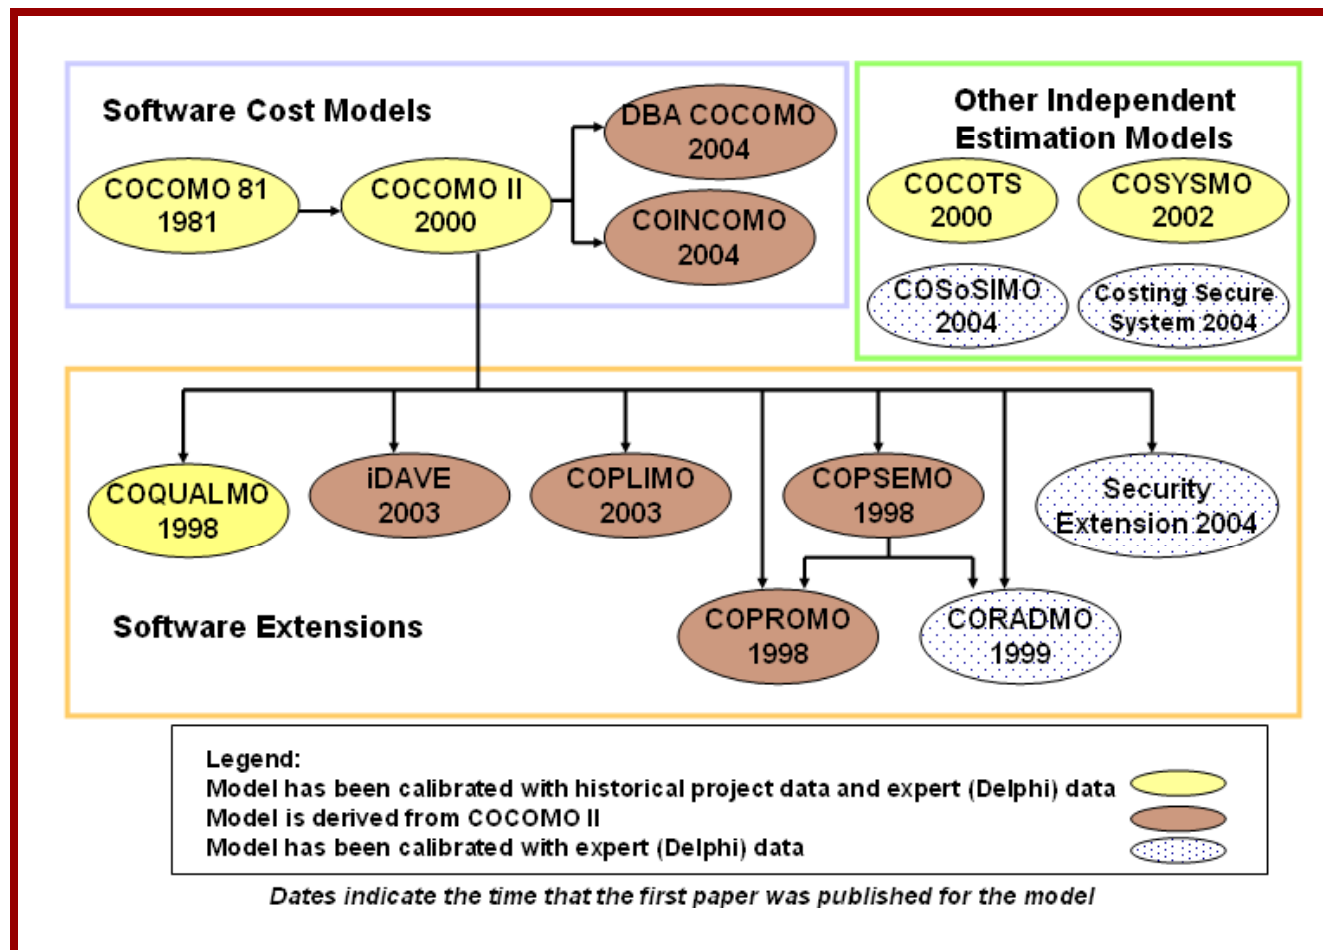 Software Cost Models
COCOMO 81
1981
COCOMO II
2000
DBA COCOMO
2004
COINCOMO
2004
Other Independent
Estimation Models
COCOTS
2000
COSYSMO
2002
COSoSIMO
2004
Costing Secure
System 2004
COQUALMO
1998
iDAVE
2003
COPLIMO
2003
COPSEMO
1998
Security
Extension 2004
Software Extensions
COPROMO
1998
CORADMO
1999
Legend:
Model has been calibrated with historical project data and expert (Delphi) data
Model is derived from COCOMO II
Model has been calibrated with expert (Delphi) data
Dates indicate the time that the first paper was published for the model